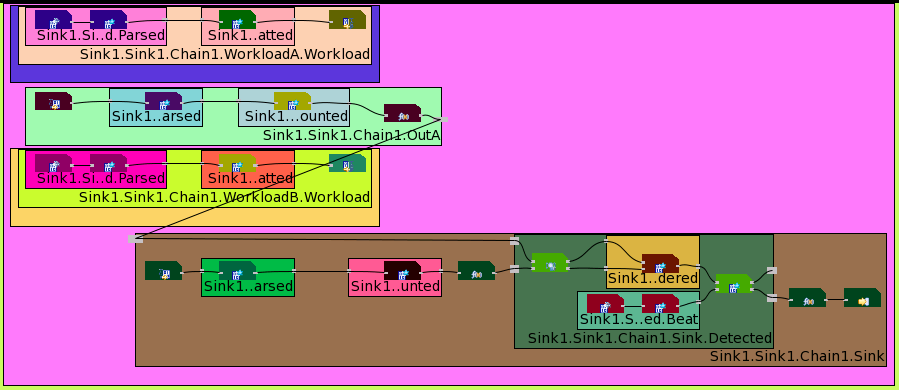 Sink1.Si..d.Parsed
Sink1..atted
Sink1.Sink1.Chain1.WorkloadA.Workload
Sink1..arsed
Sink1...ounted
Sink1.Sink1.Chain1.OutA
Sink1.Si..d.Parsed
Sink1..atted
Sink1.Sink1.Chain1.WorkloadB.Workload
Sink1..arsed
Sink1..unted
Sink1..dered
Sink1.S..ed.Beat
Sink1.Sink1.Chain1.Sink.Detected
Sink1.Sink1.Chain1.Sink